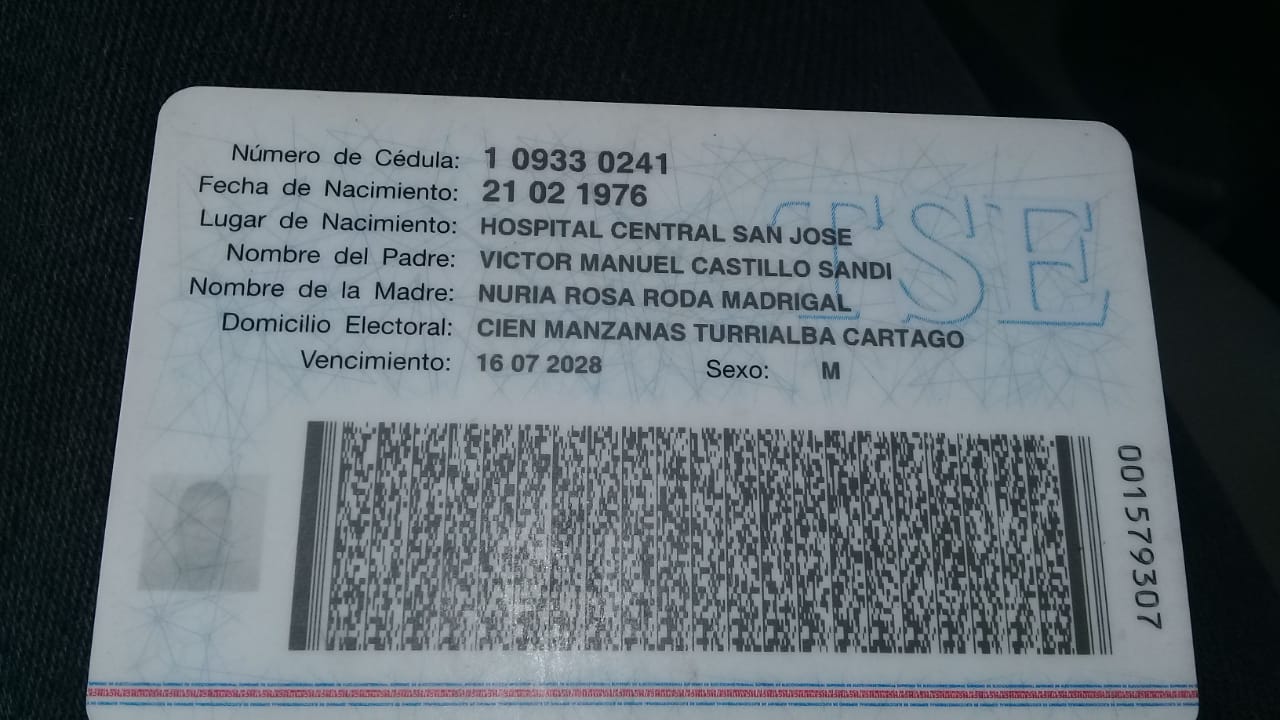 Número de Cédula: 1 0933 0241
Fecha de Nacimiento: 21 02 1976
Lugar de Nacimiento: HOSPITAL CENTRAL SAN JOSE
Nombre del Padre: VICTOR MANUEL CASTILLO SANDI
Nombre de la Madre: NURIA ROSA RODA MADRIGAL
Domicilio Electoral: CIEN MANZANAS TURRIALBA CARTAGO
Vencimiento: 16 07 2028 Sexo: M
TSE
001579307